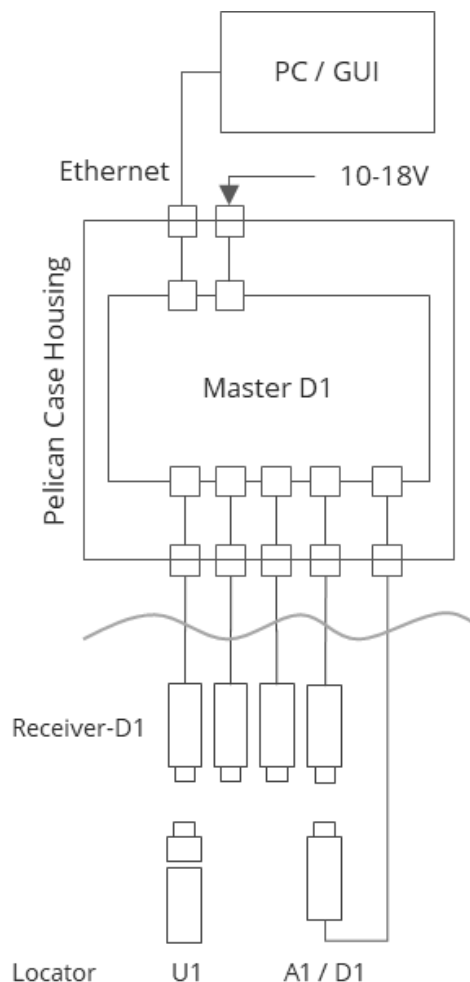 PC / GUI
Ethernet
10-18V
Pelican Case Housing
Master D1
Receiver-D1
Locator U1 A1 / D1